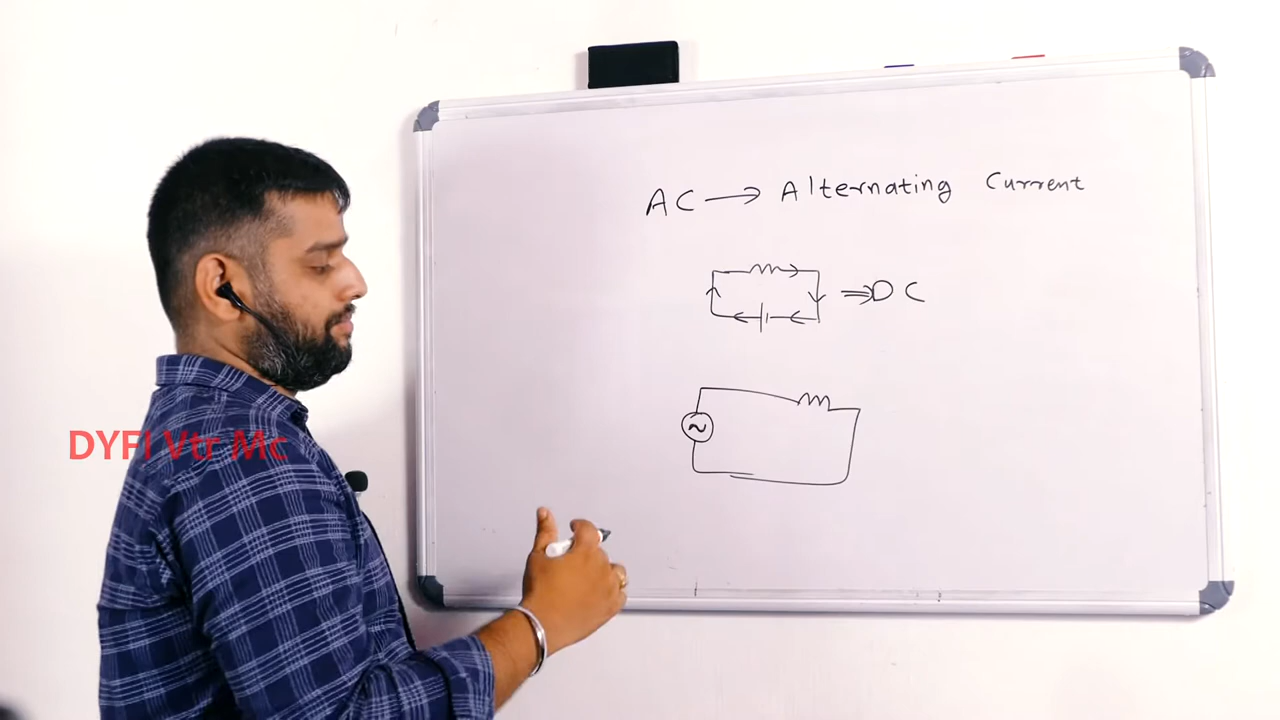 AC → Alternating Current
⇒ DC
~
DYFI Vtr Mc